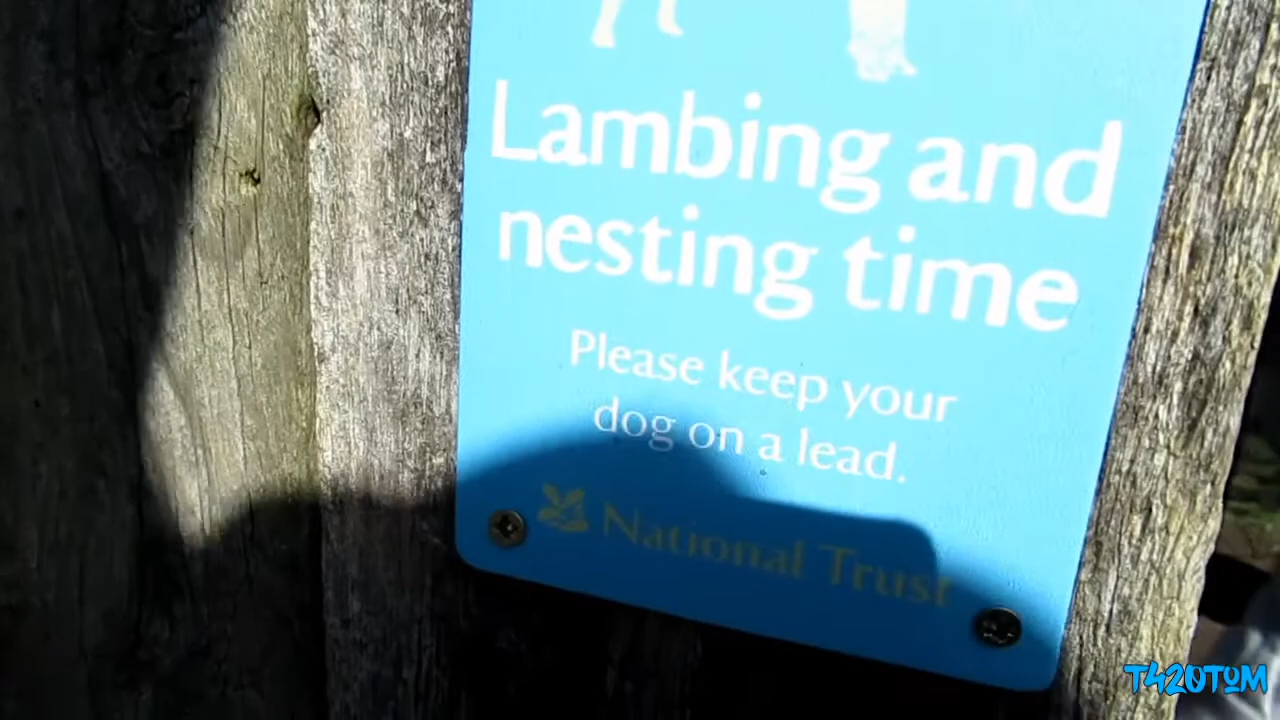 Lambing and
nesting time
Please keep your
dog on a lead.
National Trust
T420TOM